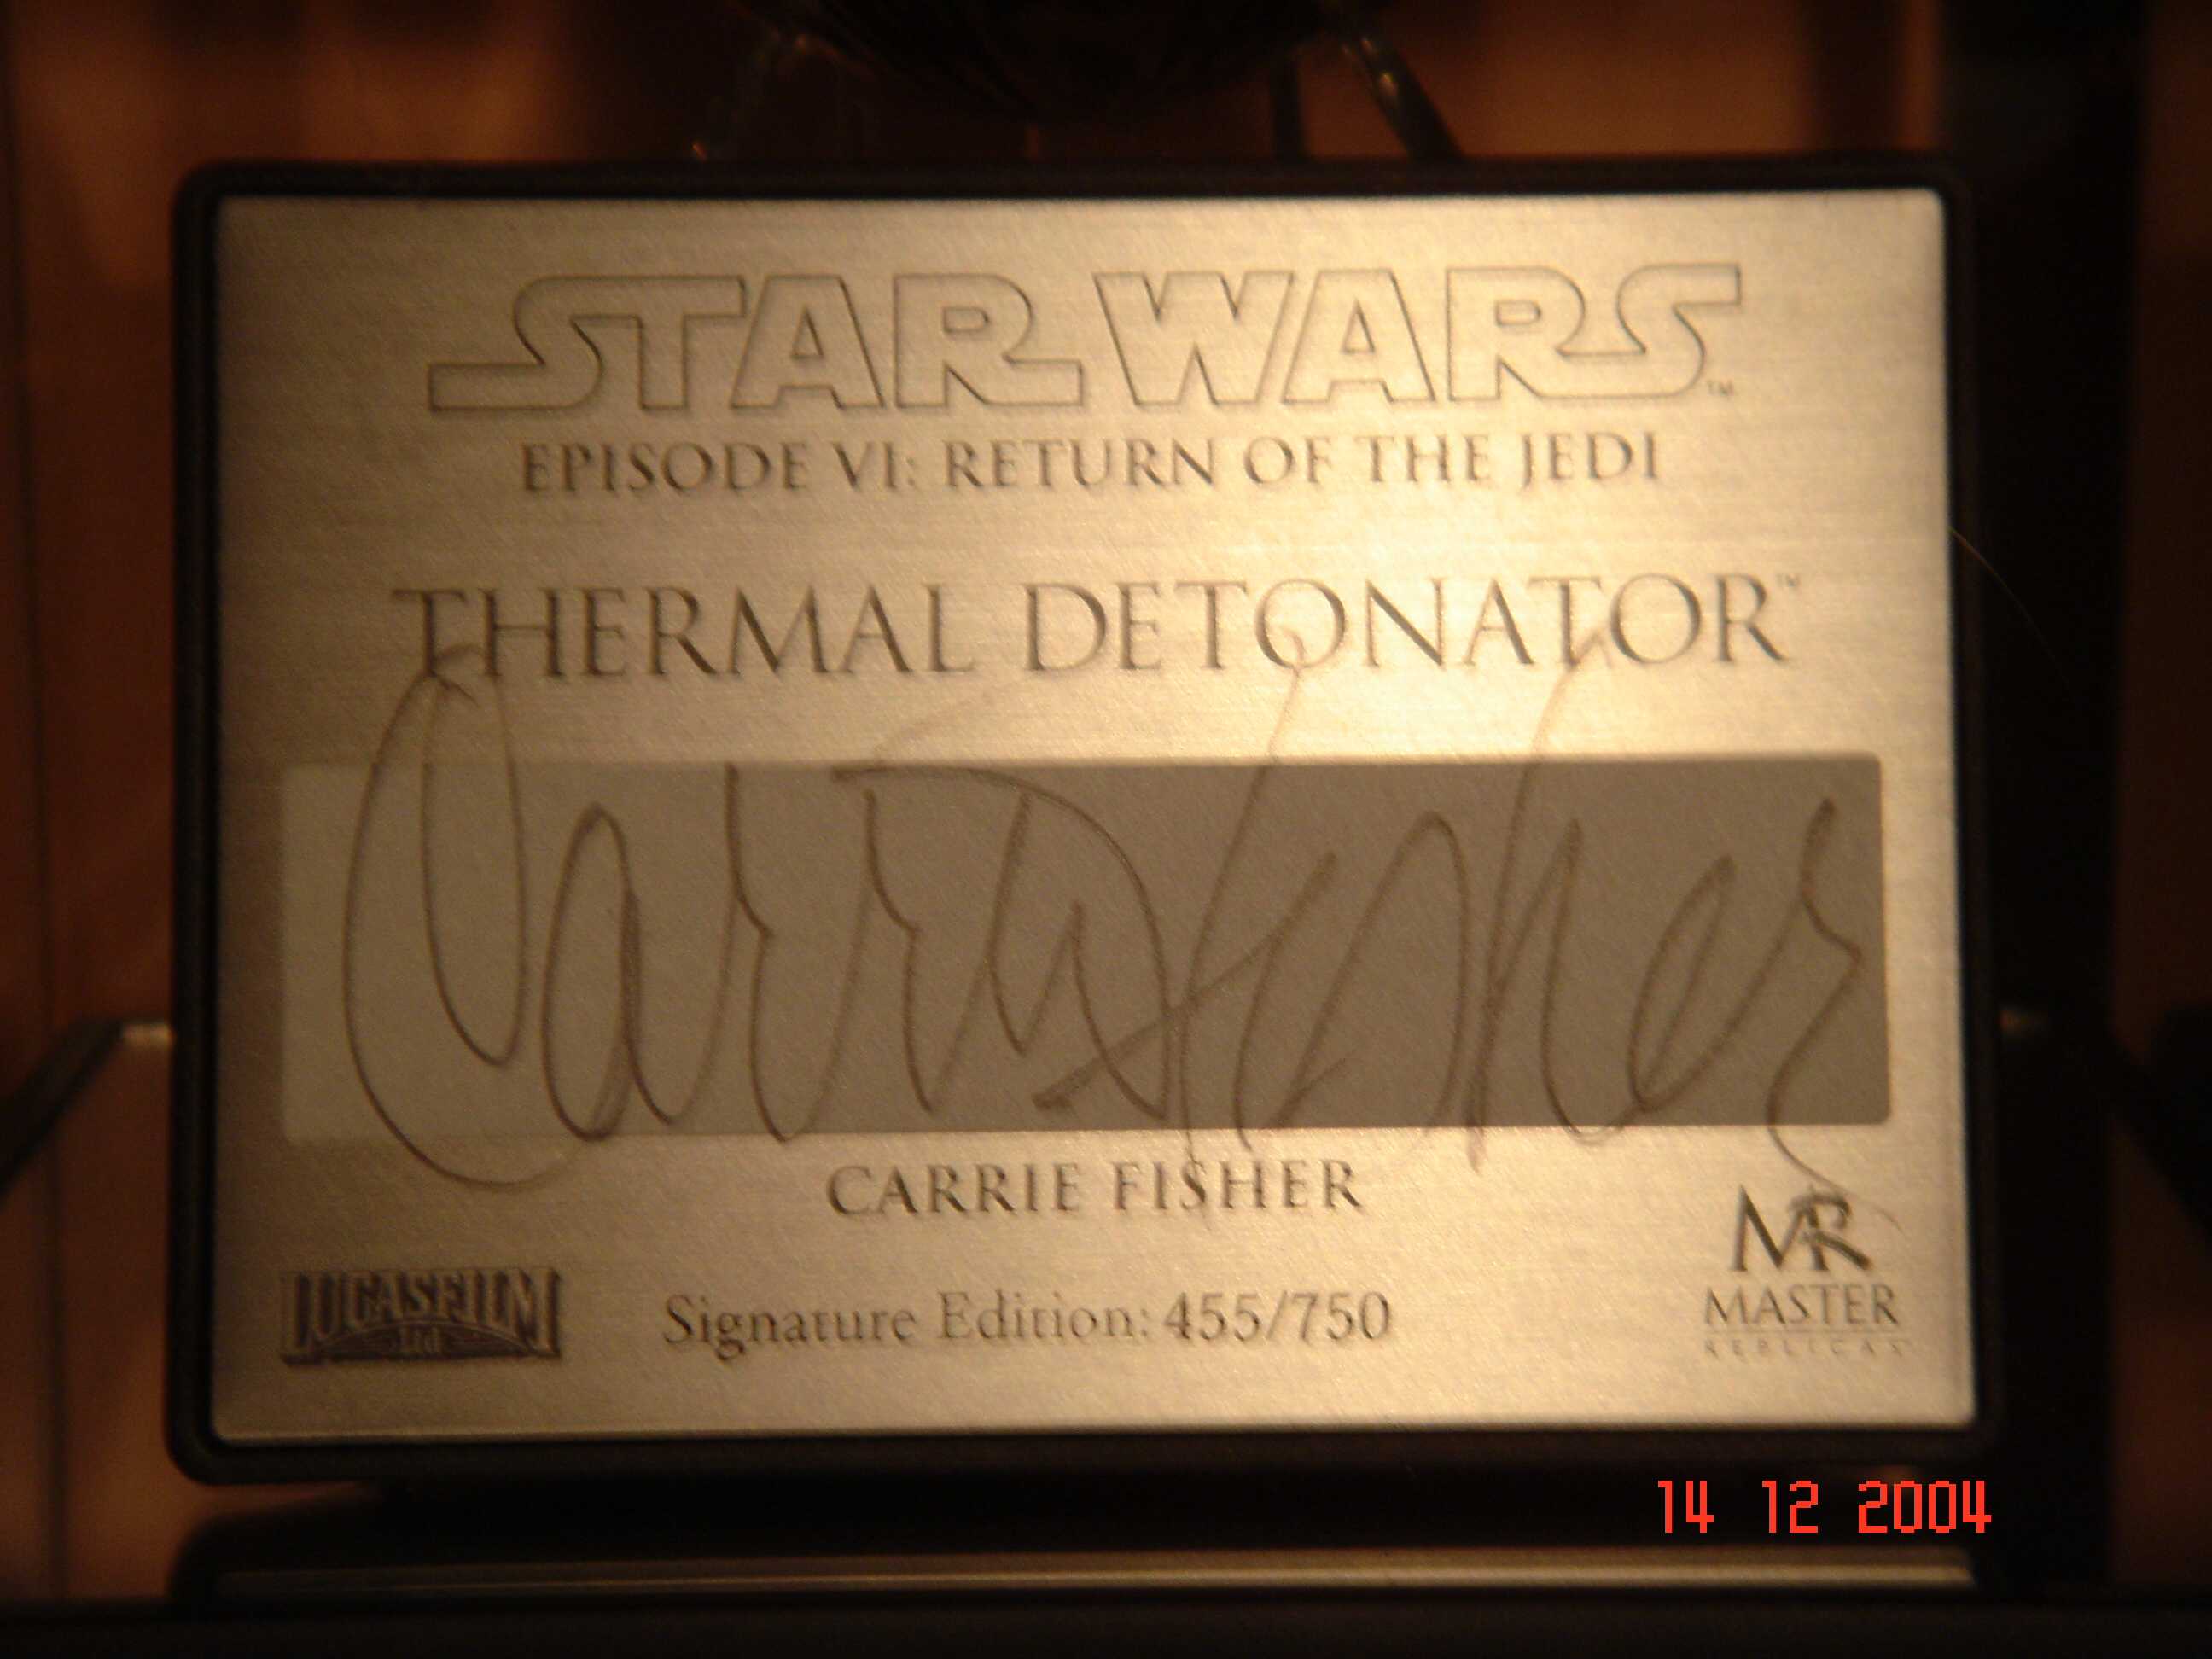 STAR WARS™
EPISODE VI: RETURN OF THE JEDI
THERMAL DETONATOR™
Carrie Fisher
CARRIE FISHER
LUCASFILM
Ltd
Signature Edition: 455/750
MR
MASTER
REPLICAS
14 12 2004